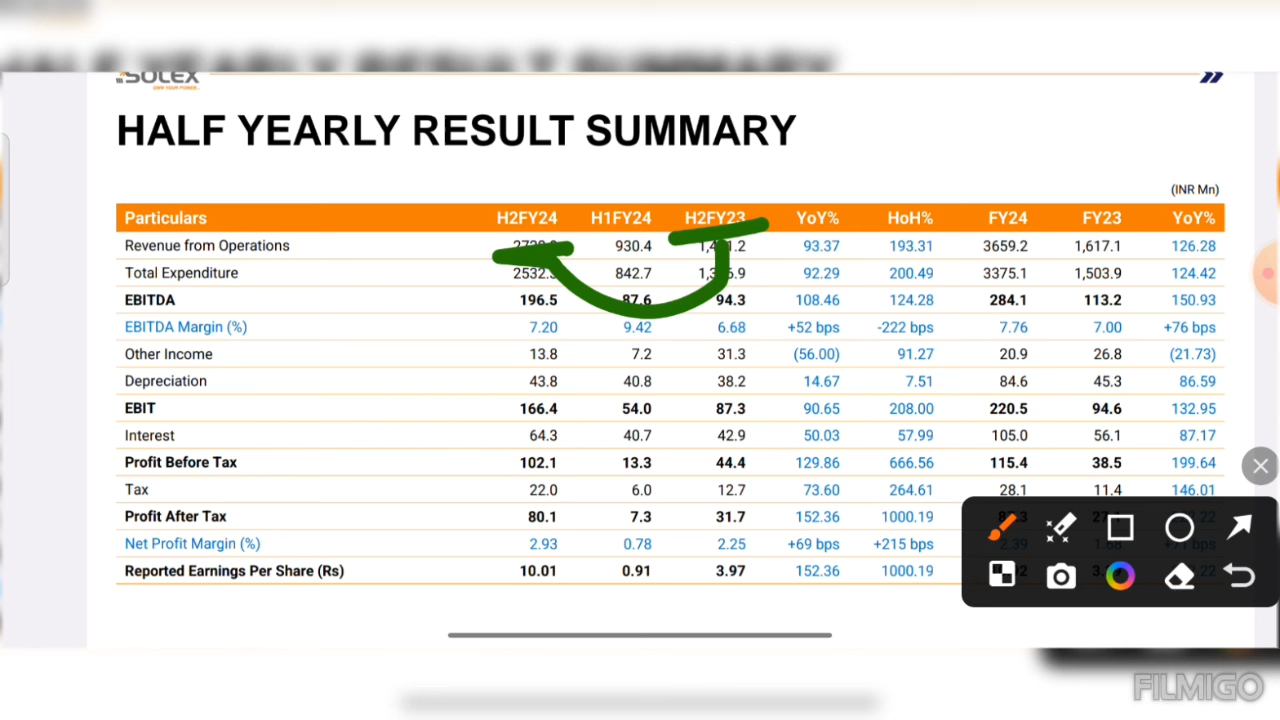 SOLEX
HALF YEARLY RESULT SUMMARY
(INR Mn)
Particulars H2FY24 H1FY24 H2FY23 YoY% HoH% FY24 FY23 YoY%
Revenue from Operations 930.4 93.37 193.31 3659.2 1,617.1 126.28
Total Expenditure 842.7 92.29 200.49 3375.1 1,503.9 124.42
EBITDA 196.5 87.6 94.3 108.46 124.28 284.1 113.2 150.93
EBITDA Margin (%) 7.20 9.42 6.68 +52 bps -222 bps 7.76 7.00 +76 bps
Other Income 13.8 7.2 31.3 (56.00) 91.27 20.9 26.8 (21.73)
Depreciation 43.8 40.8 38.2 14.67 7.51 84.6 45.3 86.59
EBIT 166.4 54.0 87.3 90.65 208.00 220.5 94.6 132.95
Interest 64.3 40.7 42.9 50.03 57.99 105.0 56.1 87.17
Profit Before Tax 102.1 13.3 44.4 129.86 666.56 115.4 38.5 199.64
Tax 22.0 6.0 12.7 73.60 264.61 28.1 11.4 146.01
Profit After Tax 80.1 7.3 31.7 152.36 1000.19
Net Profit Margin (%) 2.93 0.78 2.25 +69 bps +215 bps
Reported Earnings Per Share (Rs) 10.01 0.91 3.97 152.36 1000.19
FILMIGO